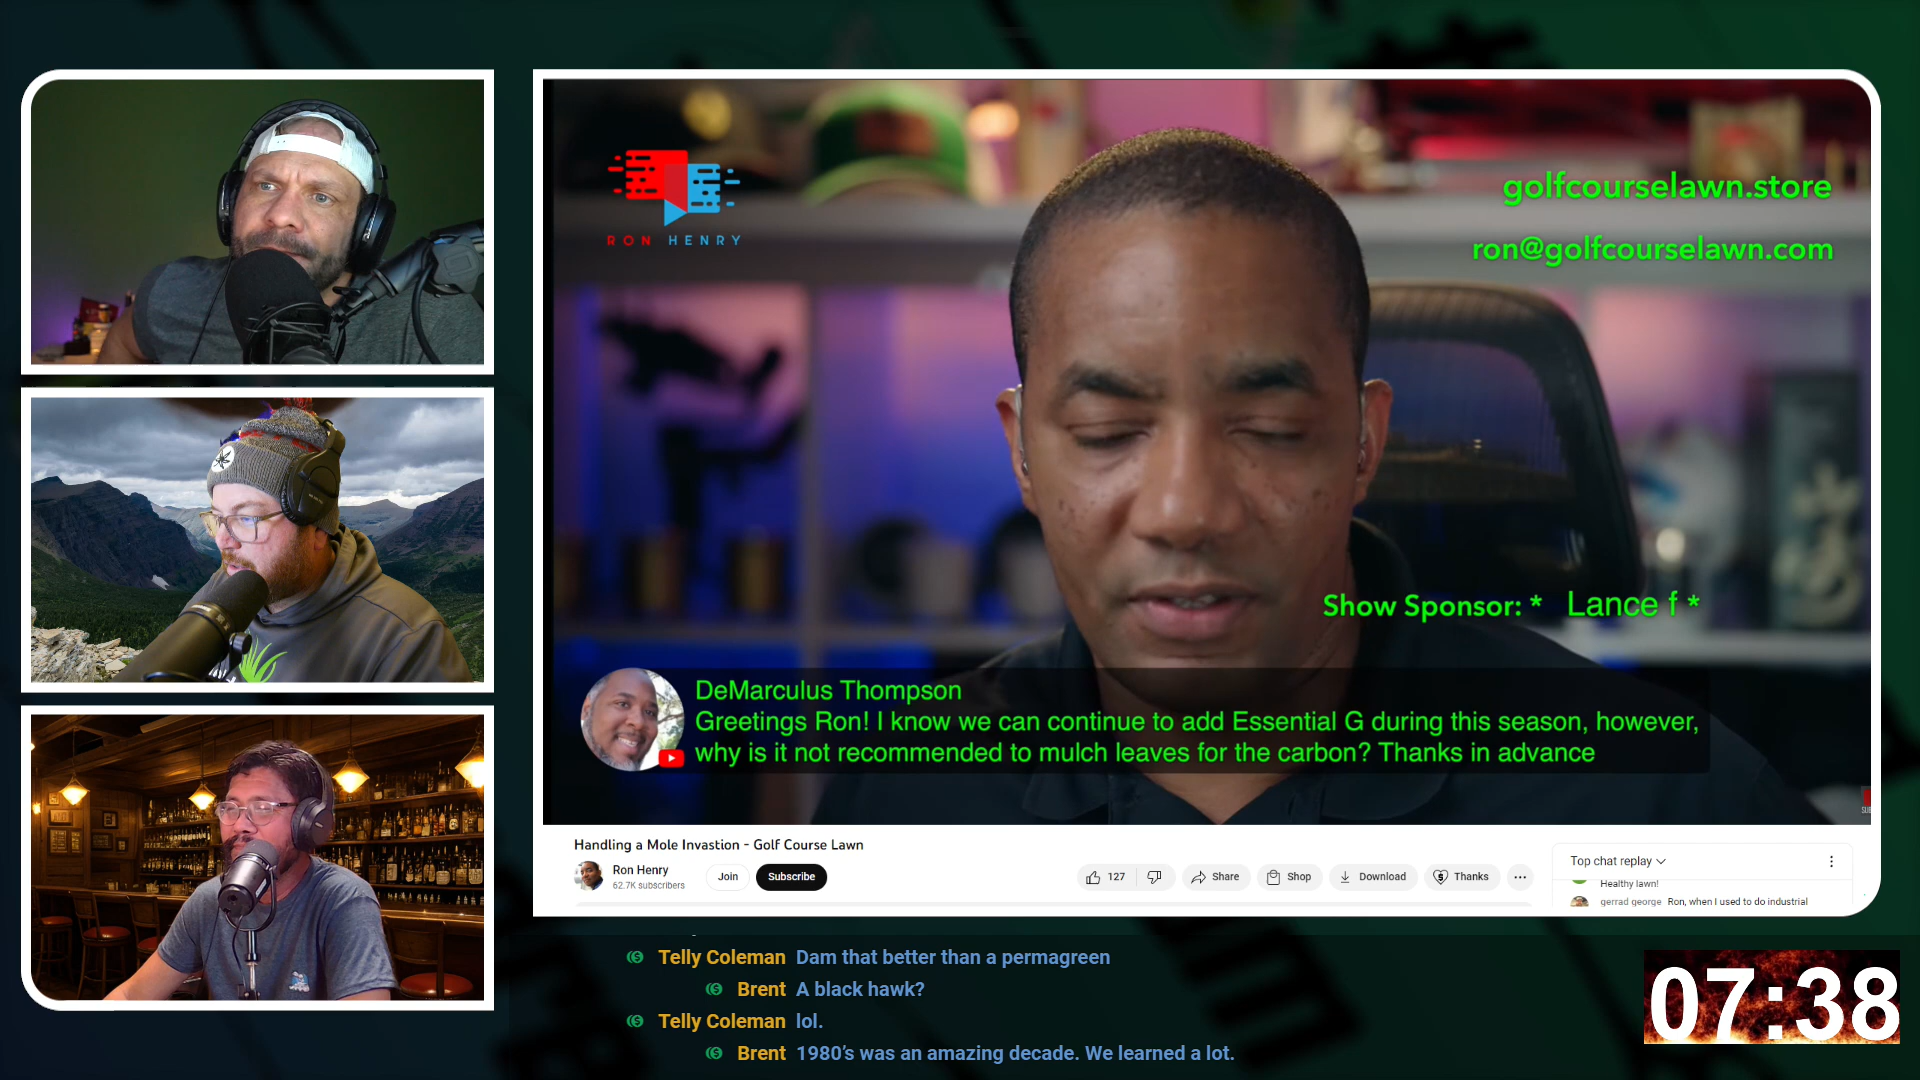 RON HENRY
golfcourselawn.store
ron@golfcourselawn.com
Show Sponsor: * Lance f *
DeMarculus Thompson
Greetings Ron! I know we can continue to add Essential G during this season, however,
why is it not recommended to mulch leaves for the carbon? Thanks in advance
Handling a Mole Invastion - Golf Course Lawn
Ron Henry
62.7K subscribers
Join
Subscribe
127
Share
Shop
Download
Thanks
Top chat replay
Healthy lawn!
gerrad george Ron, when I used to do industrial
Telly Coleman Dam that better than a permagreen
Brent A black hawk?
Telly Coleman lol.
Brent 1980's was an amazing decade. We learned a lot.
07:38